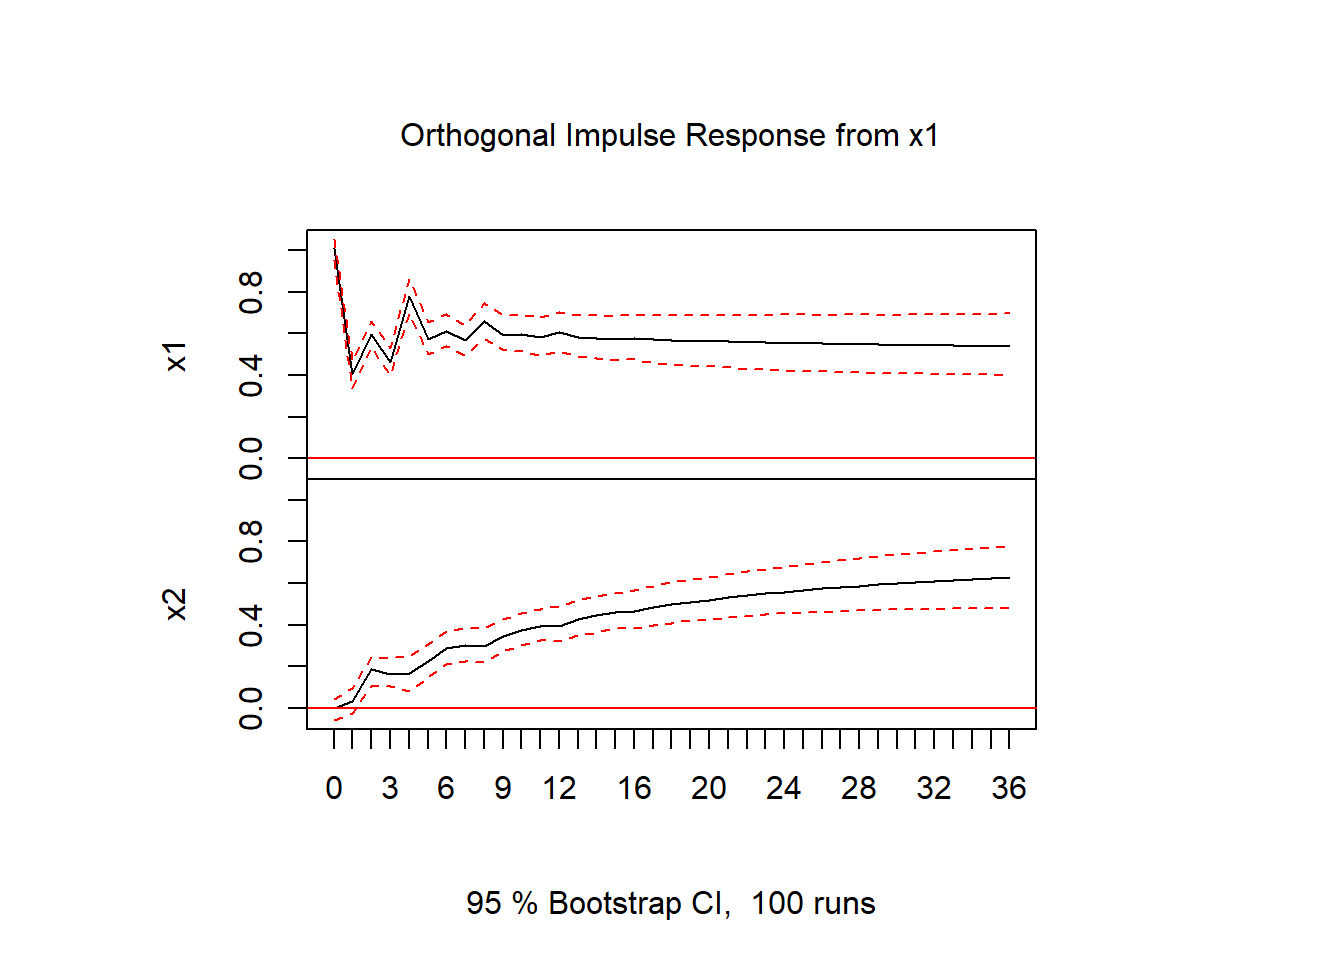 Orthogonal Impulse Response from x1
x1
0.0 0.4 0.8
x2
0.0 0.4 0.8
0 3 6 9 12 16 20 24 28 32 36
95 % Bootstrap CI,  100 runs